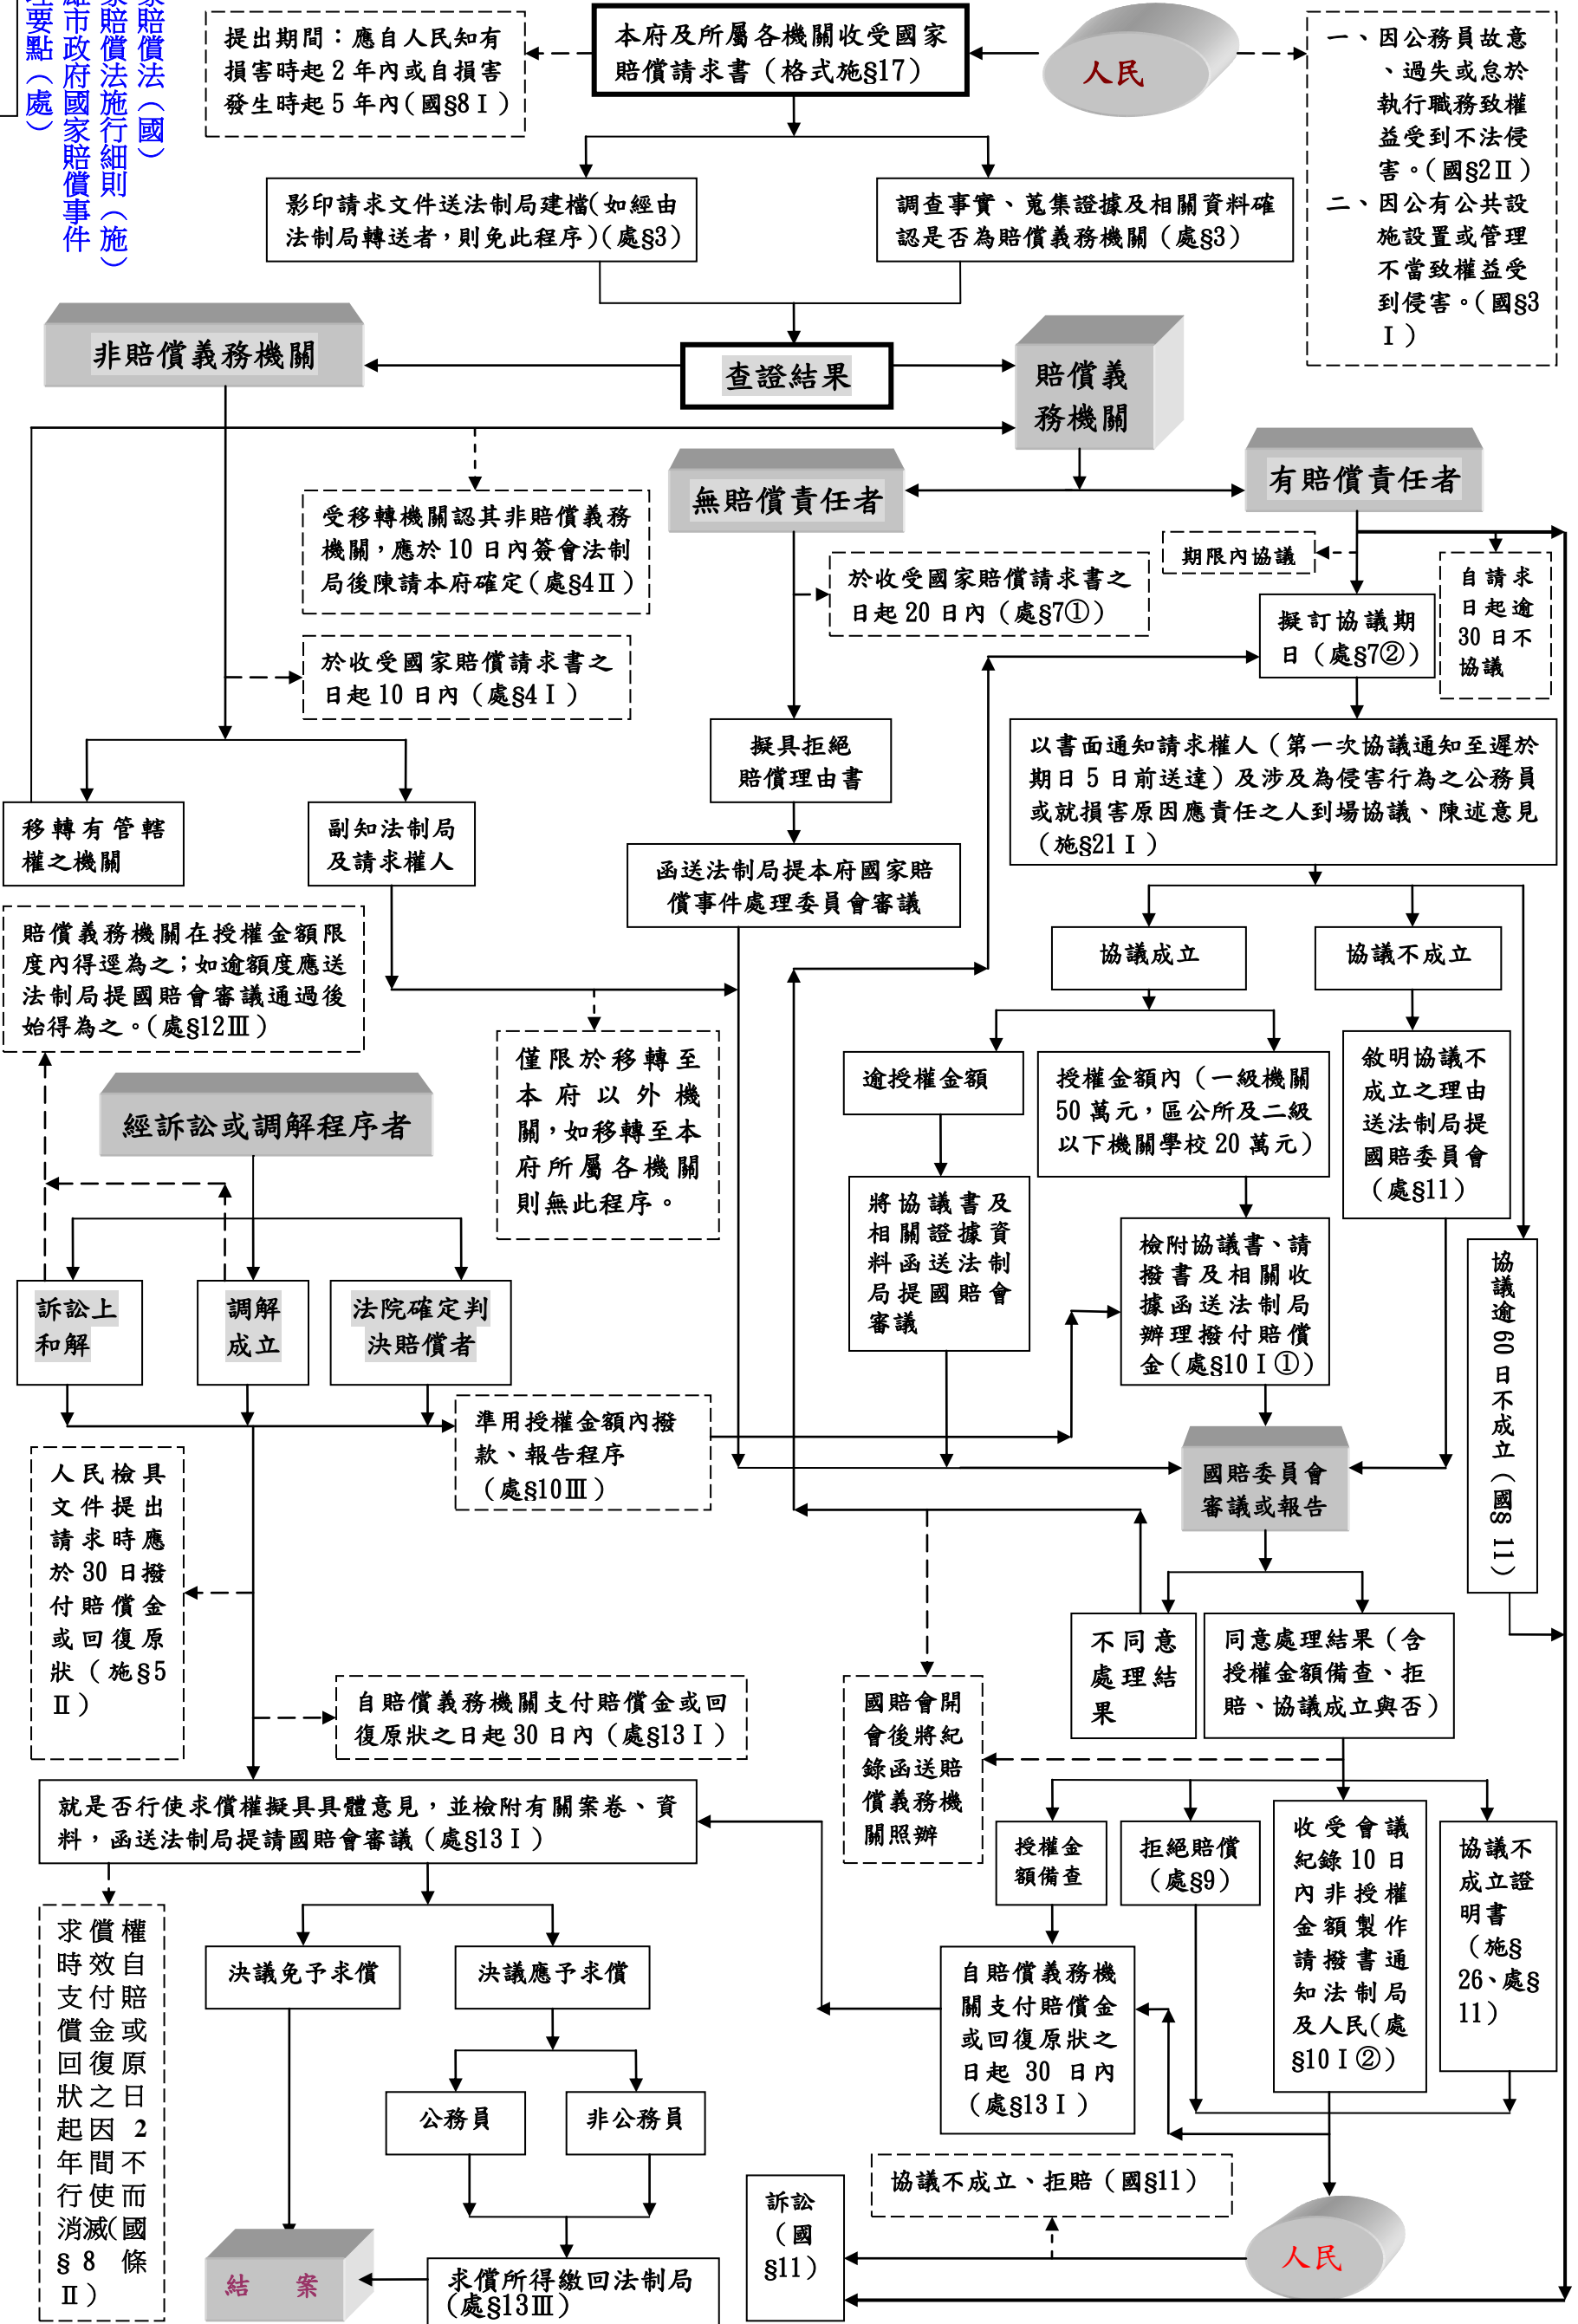 家賠償法（國）
家賠償法施行細則（施）
雄市政府國家賠償事件
理要點（處）
提出期間：應自人民知有
損害時起 2 年內或自損害
發生時起 5 年內（國§8Ⅰ）
本府及所屬各機關收受國家
賠償請求書（格式施§17）
人民
一、因公務員故意
、過失或怠於
執行職務致權
益受到不法侵
害。（國§2Ⅱ）
二、因公有公共設
施設置或管理
不當致權益受
到侵害。（國§3
Ⅰ）
影印請求文件送法制局建檔（如經由
法制局轉送者，則免此程序）（處§3）
調查事實、蒐集證據及相關資料確
認是否為賠償義務機關（處§3）
非賠償義務機關
查證結果
賠償義
務機關
無賠償責任者
有賠償責任者
受移轉機關認其非賠償義務
機關，應於 10 日內簽會法制
局後陳請本府確定（處§4Ⅱ）
於收受國家賠償請求書之
日起 20 日內（處§7①）
期限內協議
自請求
日起逾
30 日不
協議
擬訂協議期
日（處§7②）
於收受國家賠償請求書之
日起 10 日內（處§4Ⅰ）
擬具拒絕
賠償理由書
以書面通知請求權人（第一次協議通知至遲於
期日 5 日前送達）及涉及為侵害行為之公務員
或就損害原因應責任之人到場協議、陳述意見
（施§21Ⅰ）
移轉有管轄
權之機關
副知法制局
及請求權人
函送法制局提本府國家賠
償事件處理委員會審議
賠償義務機關在授權金額限
度內得逕為之；如逾額度應送
法制局提國賠會審議通過後
始得為之。（處§12Ⅲ）
協議成立
協議不成立
僅限於移轉至
本府以外機
關，如移轉至本
府所屬各機關
則無此程序。
逾授權金額
授權金額內（一級機關
50 萬元，區公所及二級
以下機關學校 20 萬元）
敘明協議不
成立之理由
送法制局提
國賠委員會
（處§11）
經訴訟或調解程序者
將協議書及
相關證據資
料函送法制
局提國賠會
審議
檢附協議書、請
撥書及相關收
據函送法制局
辦理撥付賠償
金（處§10Ⅰ①）
協議逾 60 日不成立（國§ 11）
訴訟上
和解
調解
成立
法院確定判
決賠償者
準用授權金額內撥
款、報告程序
（處§10Ⅲ）
人民檢具
文件提出
請求時應
於 30 日撥
付賠償金
或回復原
狀（施§5
Ⅱ）
國賠委員會
審議或報告
不同意
處理結
果
同意處理結果（含
授權金額備查、拒
賠、協議成立與否）
自賠償義務機關支付賠償金或回
復原狀之日起 30 日內（處§13Ⅰ）
國賠會開
會後將紀
錄函送賠
償義務機
關照辦
就是否行使求償權擬具具體意見，並檢附有關案卷、資
料，函送法制局提請國賠會審議（處§13Ⅰ）
授權金
額備查
拒絕賠償
（處§9）
收受會議
紀錄 10 日
內非授權
金額製作
請撥書通
知法制局
及人民（處
§10Ⅰ②）
協議不
成立證
明書
（施§
26、處§
11）
求償權
時效自
支付賠
償金或
回復原
狀之日
起因 2
年間不
行使而
消滅（國
§ 8 條
Ⅱ）
決議免予求償
決議應予求償
自賠償義務機
關支付賠償金
或回復原狀之
日起 30 日內
（處§13Ⅰ）
公務員
非公務員
協議不成立、拒賠（國§11）
訴訟
（國
§11）
人民
結 案
求償所得繳回法制局
（處§13Ⅲ）